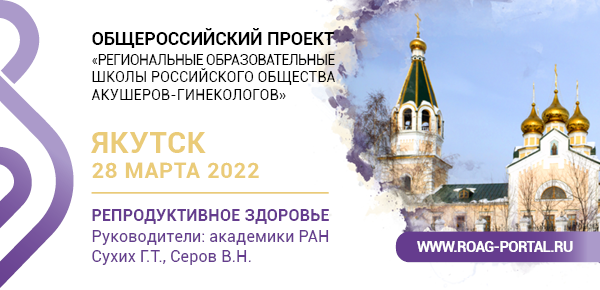 ОБЩЕРОССИЙСКИЙ ПРОЕКТ
«РЕГИОНАЛЬНЫЕ ОБРАЗОВАТЕЛЬНЫЕ
ШКОЛЫ РОССИЙСКОГО ОБЩЕСТВА
АКУШЕРОВ-ГИНЕКОЛОГОВ»
ЯКУТСК
28 МАРТА 2022
РЕПРОДУКТИВНОЕ ЗДОРОВЬЕ
Руководители: академики РАН
Сухих Г.Т., Серов В.Н.
WWW.ROAG-PORTAL.RU